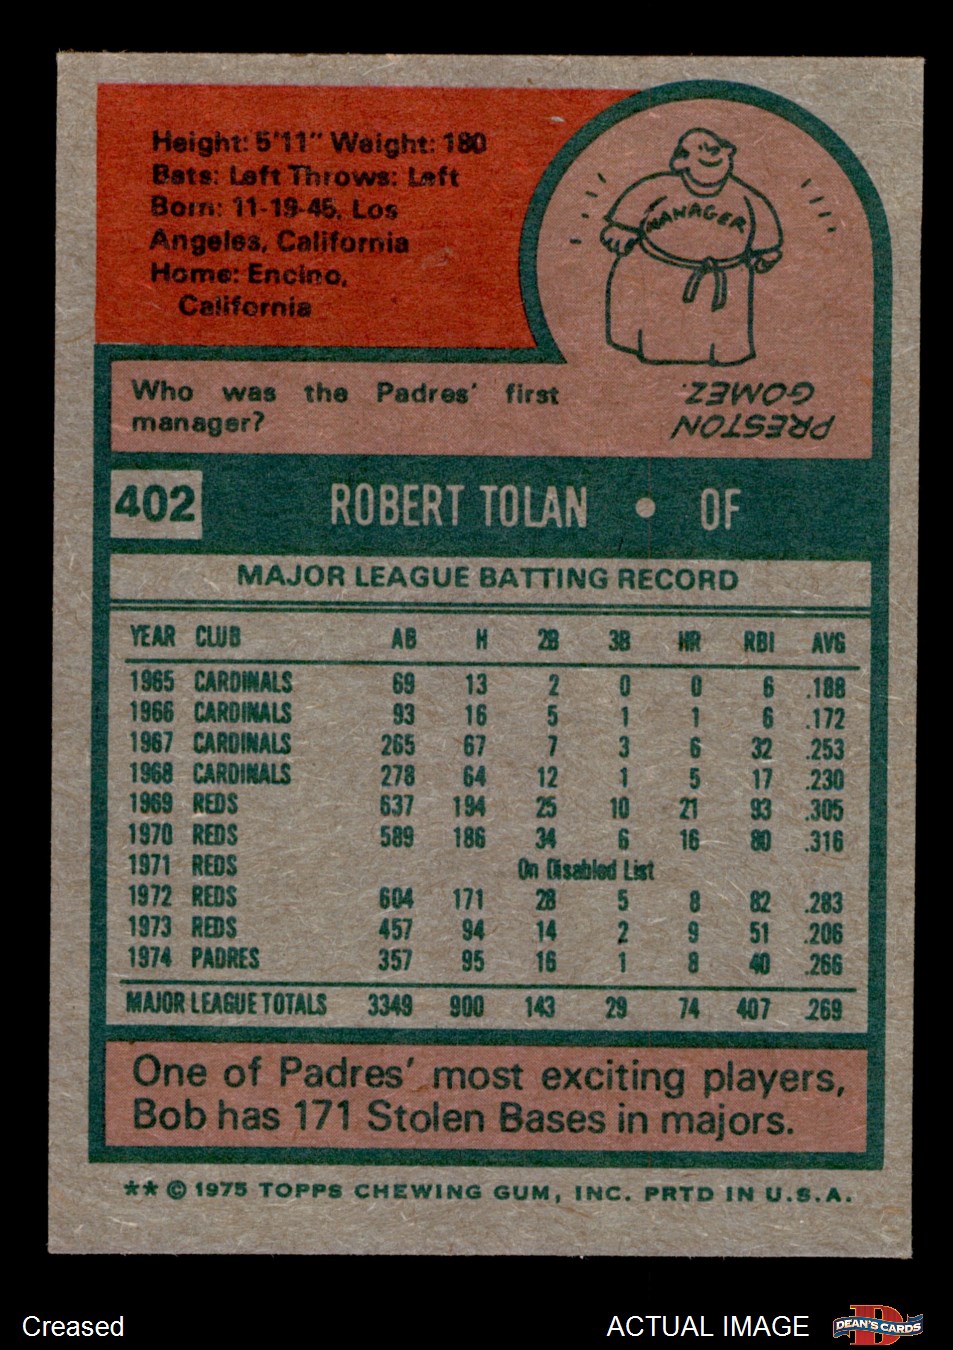 Height: 5'11" Weight: 180
Bats: Left Throws: Left
Born: 11-19-45, Los
Angeles, California
Home: Encino,
California
MANAGER
Who was the Padres' first
manager?
PRESTON
GOMEZ.
402 ROBERT TOLAN • OF
MAJOR LEAGUE BATTING RECORD
YEAR CLUB AB H 2B 3B HR RBI AVG
1965 CARDINALS 69 13 2 0 0 6 .188
1966 CARDINALS 93 16 5 1 1 6 .172
1967 CARDINALS 265 67 7 3 6 32 .253
1968 CARDINALS 278 64 12 1 5 17 .230
1969 REDS 637 194 25 10 21 93 .305
1970 REDS 589 186 34 6 16 80 .316
1971 REDS On Disabled List
1972 REDS 604 171 28 5 8 82 .283
1973 REDS 457 94 14 2 9 51 .206
1974 PADRES 357 95 16 1 8 40 .266
MAJOR LEAGUE TOTALS 3349 900 143 29 74 407 .269
One of Padres' most exciting players,
Bob has 171 Stolen Bases in majors.
** © 1975 TOPPS CHEWING GUM, INC. PRTD IN U.S.A.
Creased
ACTUAL IMAGE
D
DEAN'S CARDS